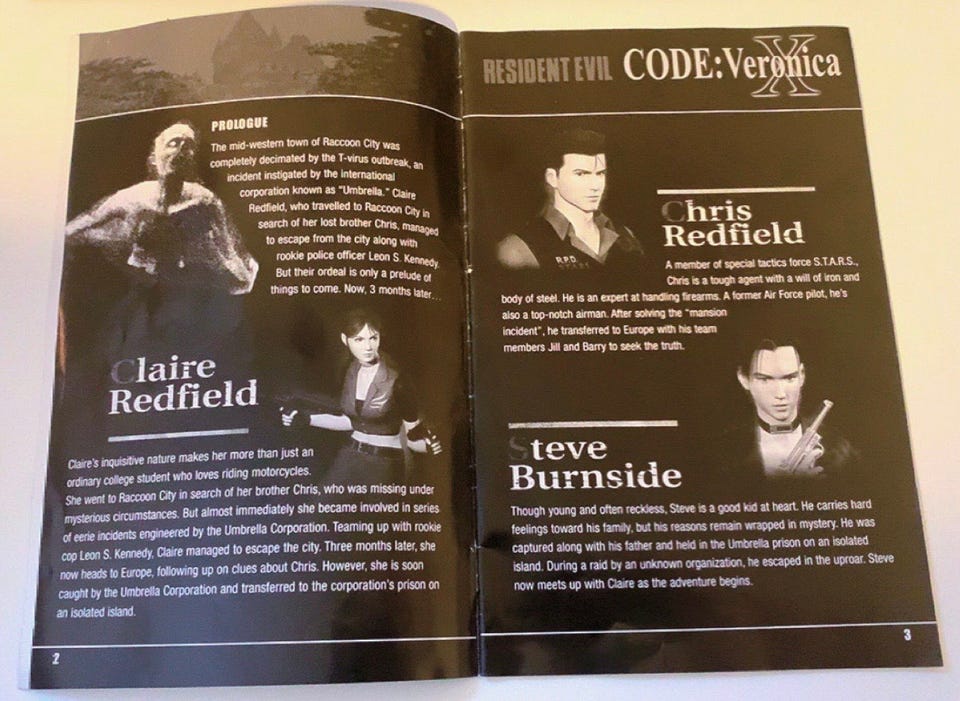 PROLOGUE
The mid-western town of Raccoon City was
completely decimated by the T-virus outbreak, an
incident instigated by the international
corporation known as "Umbrella." Claire
Redfield, who travelled to Raccoon City in
search of her lost brother Chris, managed
to escape from the city along with
rookie police officer Leon S. Kennedy.
But their ordeal is only a prelude of
things to come. Now, 3 months later...
Claire
Redfield
Claire's inquisitive nature makes her more than just an
ordinary college student who loves riding motorcycles.
She went to Raccoon City in search of her brother Chris, who was missing under
mysterious circumstances. But almost immediately she became involved in series
of eerie incidents engineered by the Umbrella Corporation. Teaming up with rookie
cop Leon S. Kennedy, Claire managed to escape the city. Three months later, she
now heads to Europe, following up on clues about Chris. However, she is soon
caught by the Umbrella Corporation and transferred to the corporation's prison on
an isolated island.
2
RESIDENT EVIL CODE: Veronica X
R.P.D.
S.T.A.R.S.
Chris
Redfield
A member of special tactics force S.T.A.R.S.,
Chris is a tough agent with a will of iron and
body of steel. He is an expert at handling firearms. A former Air Force pilot, he's
also a top-notch airman. After solving the "mansion
incident", he transferred to Europe with his team
members Jill and Barry to seek the truth.
Steve
Burnside
Though young and often reckless, Steve is a good kid at heart. He carries hard
feelings toward his family, but his reasons remain wrapped in mystery. He was
captured along with his father and held in the Umbrella prison on an isolated
island. During a raid by an unknown organization, he escaped in the uproar. Steve
now meets up with Claire as the adventure begins.
3